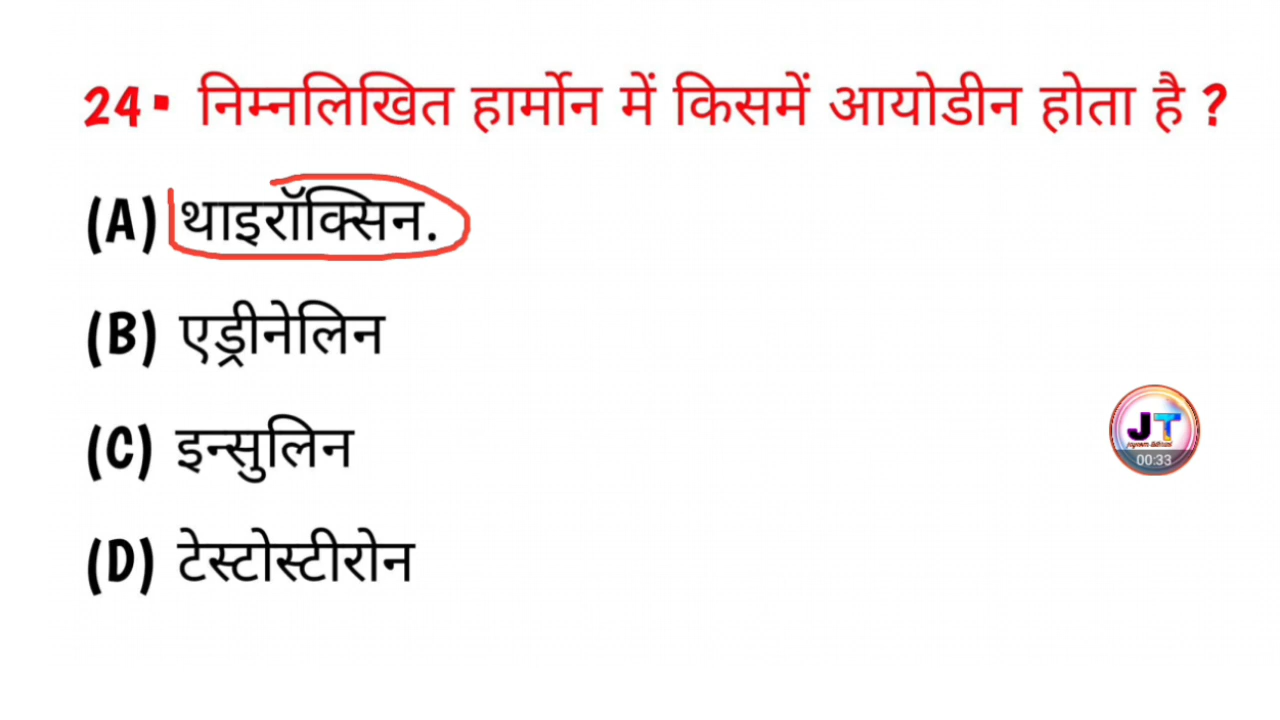 24▪ निम्नलिखित हार्मोन में किसमें आयोडीन होता है ?
(A) थाइरॉक्सिन.
(B) एड्रीनेलिन
(C) इन्सुलिन
(D) टेस्टोस्टीरोन
JT
00:33